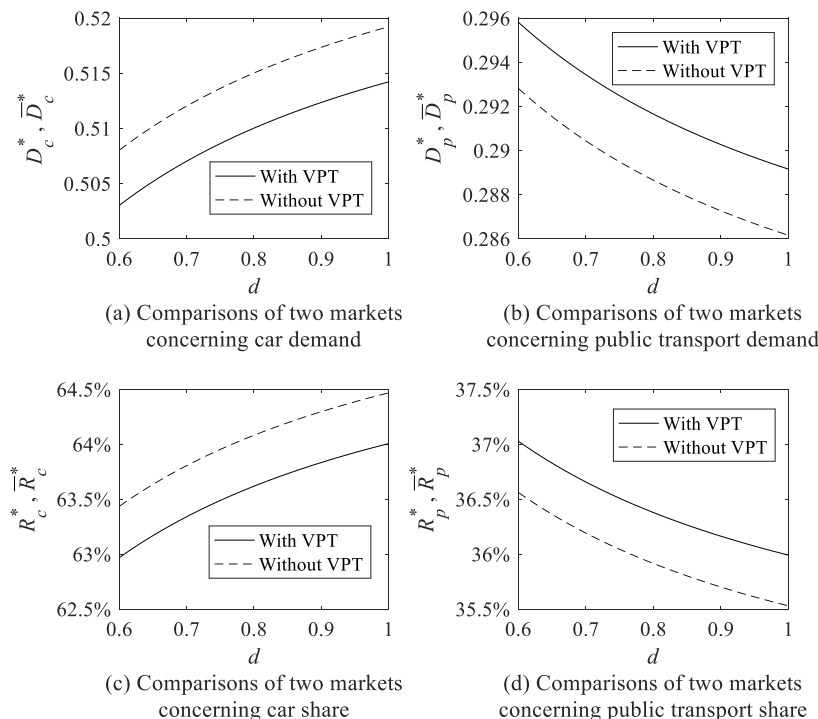 0.52
0.515
0.51
0.505
0.5
D*c, D̅*c
With VPT
Without VPT
0.6 0.7 0.8 0.9 1
d
(a) Comparisons of two markets
concerning car demand
0.296
0.294
0.292
0.29
0.288
0.286
D*p, D̅*p
With VPT
Without VPT
0.6 0.7 0.8 0.9 1
d
(b) Comparisons of two markets
concerning public transport demand
64.5%
64%
63.5%
63%
62.5%
R*c, R̅*c
With VPT
Without VPT
0.6 0.7 0.8 0.9 1
d
(c) Comparisons of two markets
concerning car share
37.5%
37%
36.5%
36%
35.5%
R*p, R̅*p
With VPT
Without VPT
0.6 0.7 0.8 0.9 1
d
(d) Comparisons of two markets
concerning public transport share